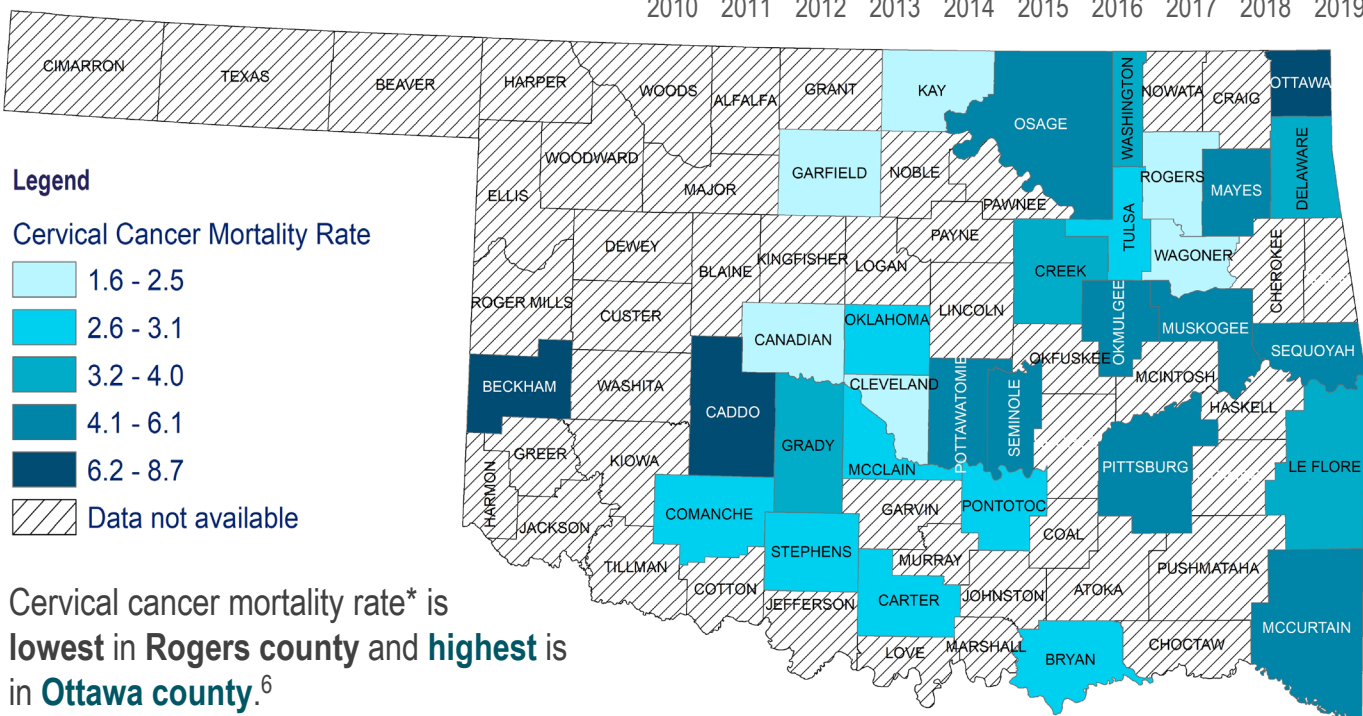 2010 2011 2012 2013 2014 2015 2016 2017 2018 2019
CIMARRON
TEXAS
BEAVER
HARPER
WOODS
ALFALFA
GRANT
KAY
OSAGE
WASHINGTON
NOWATA
CRAIG
OTTAWA
WOODWARD
ELLIS
MAJOR
GARFIELD
NOBLE
PAWNEE
ROGERS
MAYES
DELAWARE
TULSA
DEWEY
BLAINE
KINGFISHER
LOGAN
PAYNE
CREEK
WAGONER
CHEROKEE
ROGER MILLS
CUSTER
CANADIAN
OKLAHOMA
LINCOLN
OKMULGEE
MUSKOGEE
SEQUOYAH
OKFUSKEE
MCINTOSH
BECKHAM
WASHITA
CADDO
CLEVELAND
POTTAWATOMIE
SEMINOLE
HASKELL
GREER
KIOWA
GRADY
MCCLAIN
PITTSBURG
LE FLORE
HARMON
JACKSON
COMANCHE
GARVIN
PONTOTOC
COAL
STEPHENS
MURRAY
TILLMAN
COTTON
JEFFERSON
CARTER
JOHNSTON
ATOKA
PUSHMATAHA
LOVE
MARSHALL
BRYAN
CHOCTAW
MCCURTAIN
Legend
Cervical Cancer Mortality Rate
1.6 - 2.5
2.6 - 3.1
3.2 - 4.0
4.1 - 6.1
6.2 - 8.7
Data not available
Cervical cancer mortality rate* is
lowest in Rogers county and highest is
in Ottawa county.6